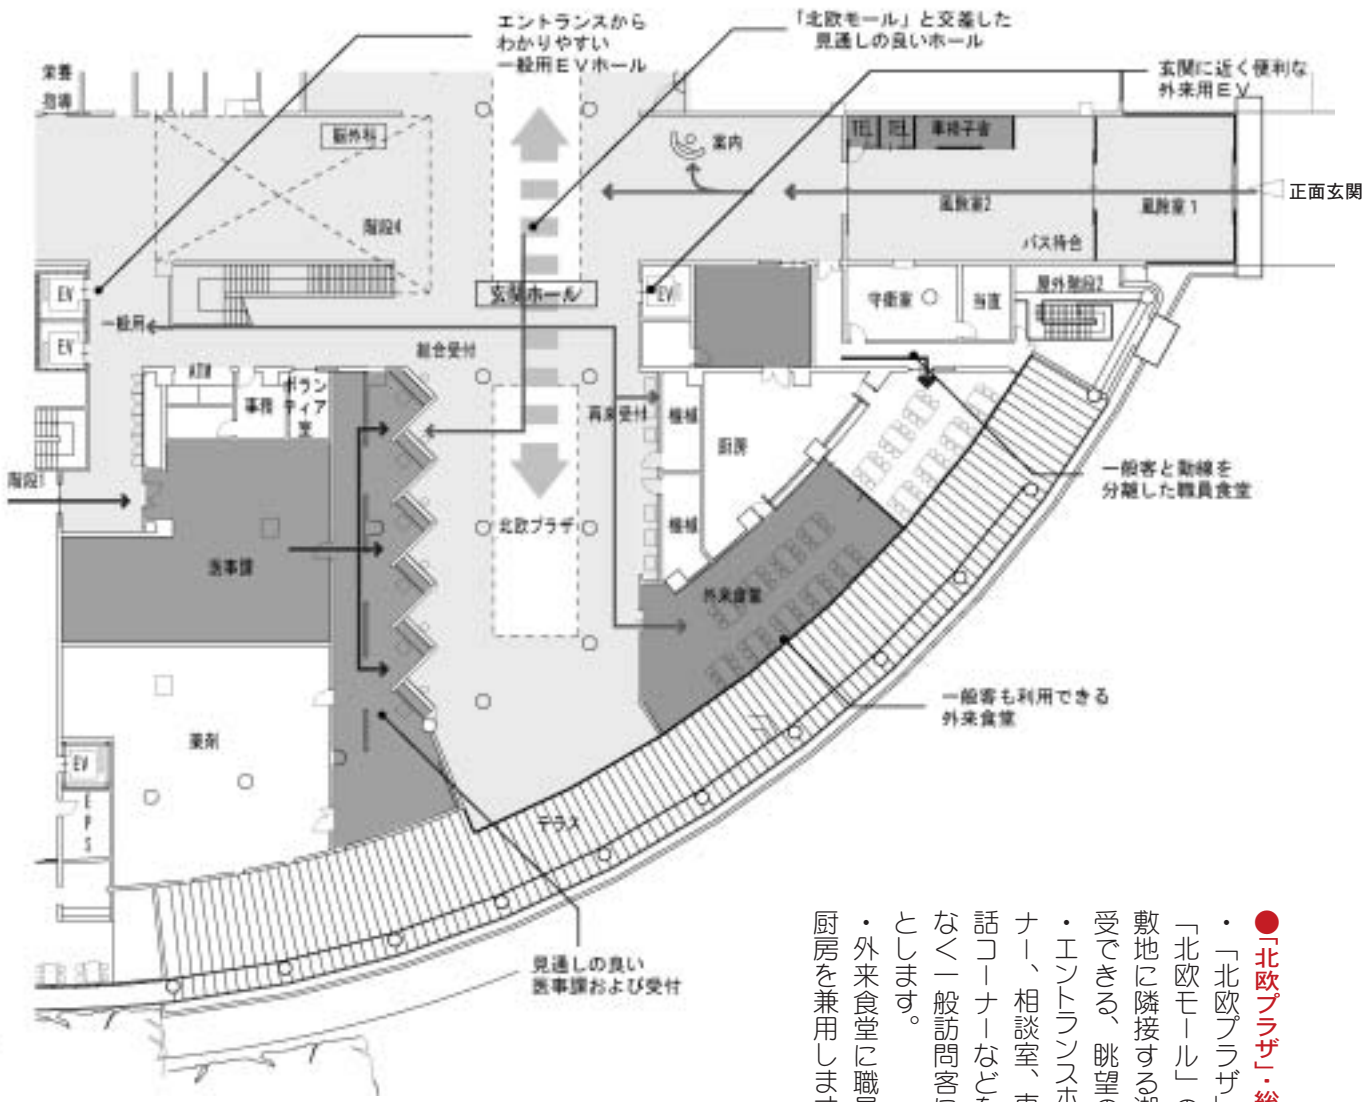 エントランスから
わかりやすい
一般用EVホール
「北欧モール」と交差した
見通しの良いホール
玄関に近く便利な
外来用EV
栄養
指導
脳外科
案内
TEL
TEL
車椅子舎
正面玄関
風除室2
風除室1
バス待合
階段4
EV
玄関ホール
EV
守衛室
当直
屋外階段2
一般用
EV
総合受付
ATM
事務
ボラン
ティア
室
再来受付
機械
厨房
階段1
一般客と動線を
分離した職員食堂
北欧プラザ
機械
医事課
外来食堂
一般客も利用できる
外来食堂
薬剤
EV
EPS
テラス
見通しの良い
医事課および受付
●「北欧プラザ」・総
・「北欧プラザ」
「北欧モール」の
敷地に隣接する湖
受できる、眺望の
・エントランスホ
ナー、相談室、
話コーナーなどを
なく一般訪問客に
とします。
・外来食堂に職員
厨房を兼用します